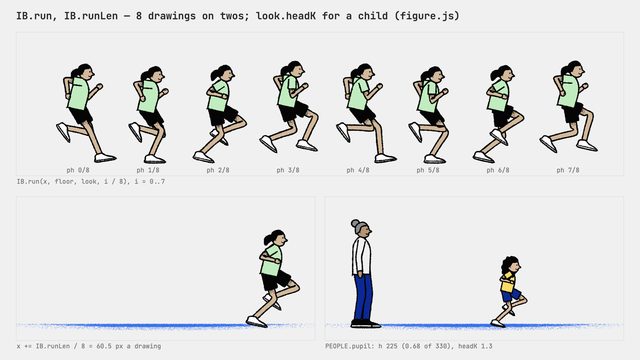 IB.run, IB.runLen — 8 drawings on twos; look.headK for a child (figure.js)
ph 0/8 ph 1/8 ph 2/8 ph 3/8 ph 4/8 ph 5/8 ph 6/8 ph 7/8
IB.run(x, floor, look, i / 8), i = 0..7
x += IB.runLen / 8 = 60.5 px a drawing
PEOPLE.pupil: h 225 (0.68 of 330), headK 1.3